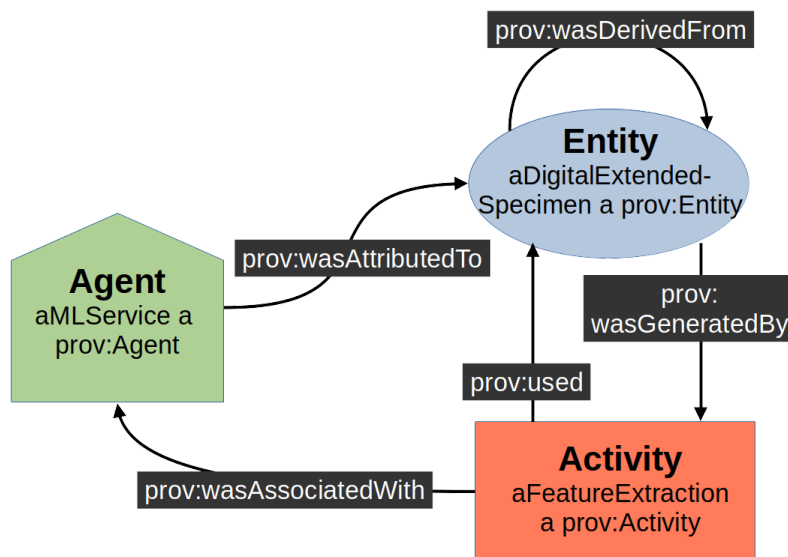 prov:wasDerivedFrom
Entity
aDigitalExtended-
Specimen a prov:Entity
prov:wasAttributedTo
Agent
aMLService a
prov:Agent
prov:
wasGeneratedBy
prov:used
Activity
aFeatureExtraction
a prov:Activity
prov:wasAssociatedWith